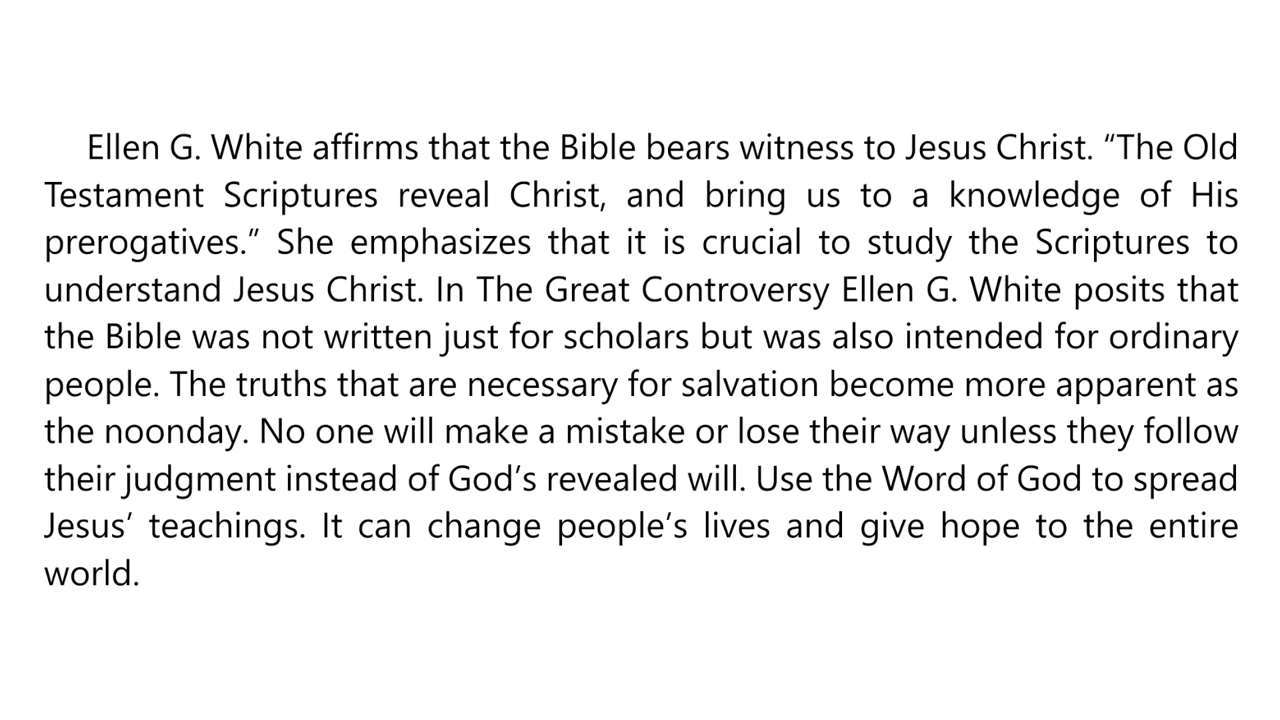 Ellen G. White affirms that the Bible bears witness to Jesus Christ. “The Old
Testament Scriptures reveal Christ, and bring us to a knowledge of His
prerogatives.” She emphasizes that it is crucial to study the Scriptures to
understand Jesus Christ. In The Great Controversy Ellen G. White posits that
the Bible was not written just for scholars but was also intended for ordinary
people. The truths that are necessary for salvation become more apparent as
the noonday. No one will make a mistake or lose their way unless they follow
their judgment instead of God’s revealed will. Use the Word of God to spread
Jesus’ teachings. It can change people’s lives and give hope to the entire
world.